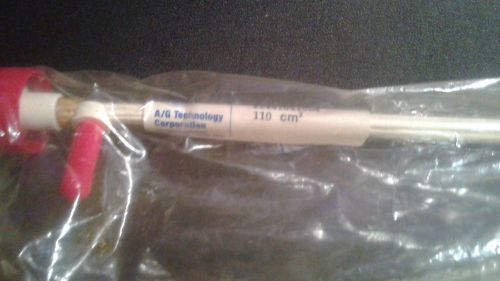 A/G Technology
Corporation
110 cm²